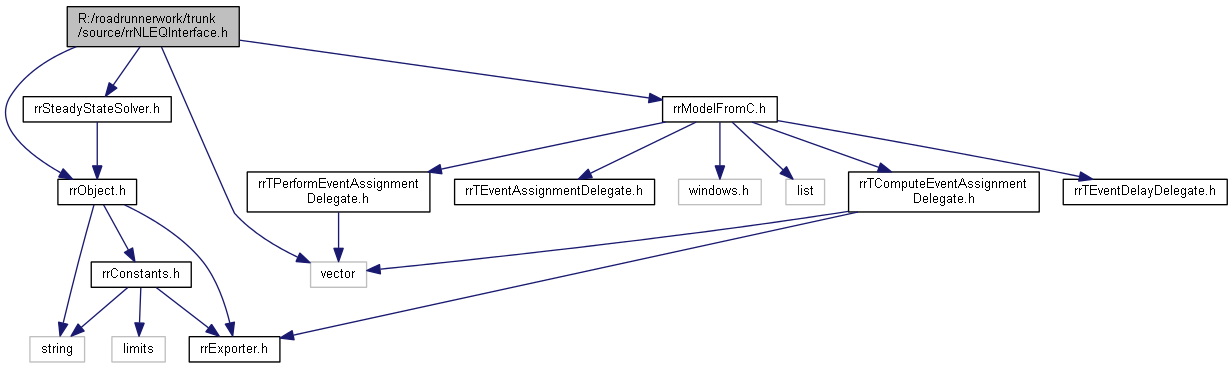 R:/roadrunnerwork/trunk
/source/rrNLEQInterface.h
rrSteadyStateSolver.h
rrModelFromC.h
rrObject.h
rrTPerformEventAssignment
Delegate.h
rrTEventAssignmentDelegate.h
windows.h
list
rrTComputeEventAssignment
Delegate.h
rrTEventDelayDelegate.h
rrConstants.h
vector
string
limits
rrExporter.h